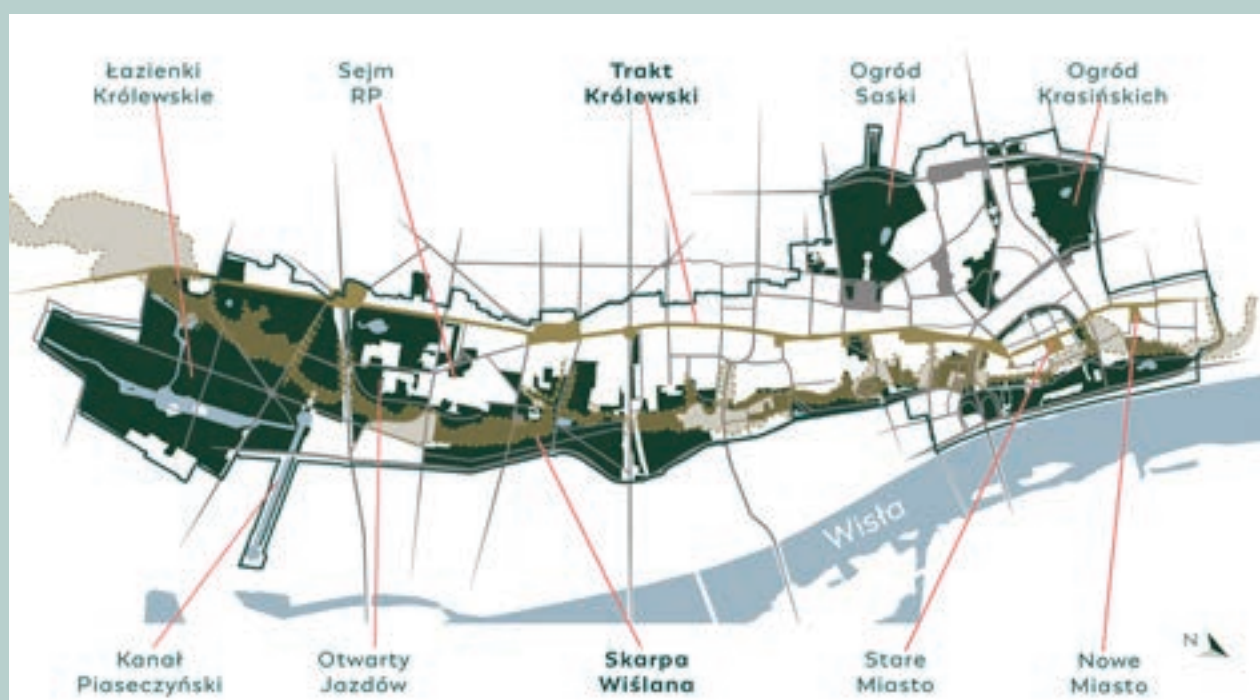 Łazienki
Królewskie
Sejm
RP
Trakt
Królewski
Ogród
Saski
Ogród
Krasińskich
Wisła
N
Kanał
Piaseczyński
Otwarty
Jazdów
Skarpa
Wiślana
Stare
Miasto
Nowe
Miasto